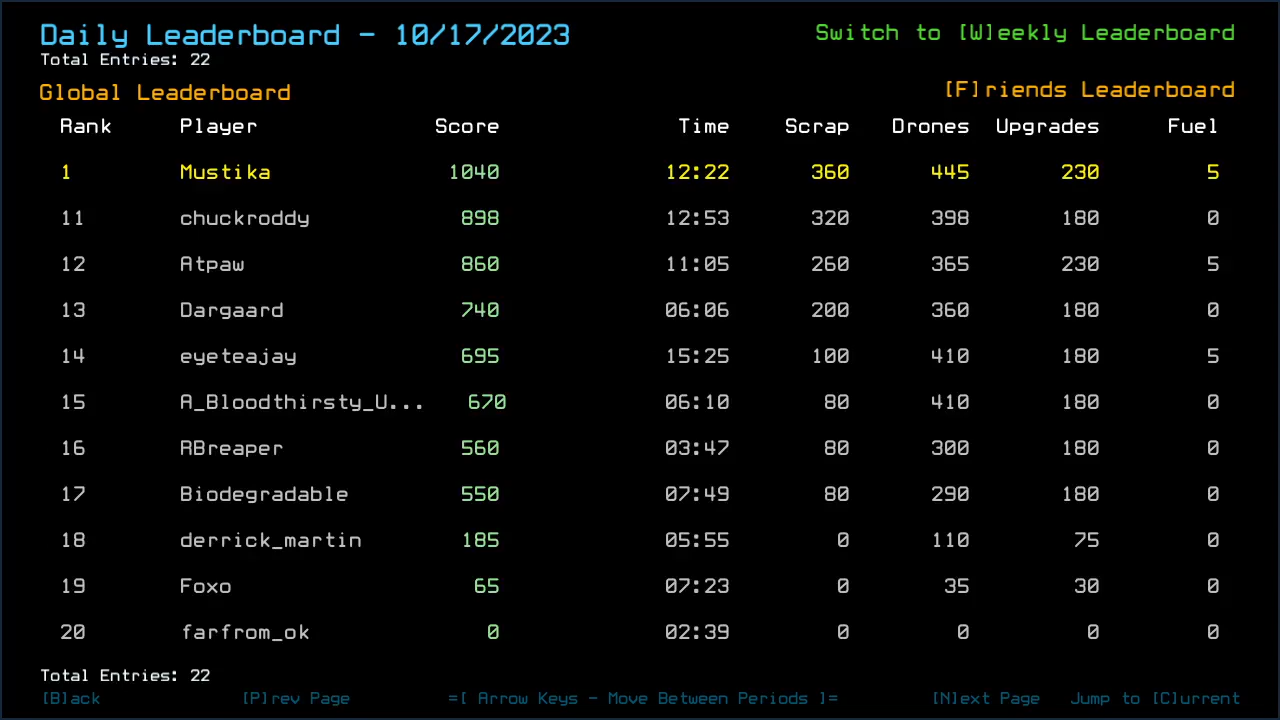 Daily Leaderboard - 10/17/2023 Switch to [W]eekly Leaderboard
Total Entries: 22
Global Leaderboard [F]riends Leaderboard
Rank Player Score Time Scrap Drones Upgrades Fuel
1 Mustika 1040 12:22 360 445 230 5
11 chuckroddy 898 12:53 320 398 180 0
12 Atpaw 860 11:05 260 365 230 5
13 Dargaard 740 06:06 200 360 180 0
14 eyeteajay 695 15:25 100 410 180 5
15 A_Bloodthirsty_U... 670 06:10 80 410 180 0
16 RBreaper 560 03:47 80 300 180 0
17 Biodegradable 550 07:49 80 290 180 0
18 derrick_martin 185 05:55 0 110 75 0
19 Foxo 65 07:23 0 35 30 0
20 farfrom_ok 0 02:39 0 0 0 0
Total Entries: 22
[B]ack [P]rev Page =[ Arrow Keys - Move Between Periods ]= [N]ext Page Jump to [C]urrent